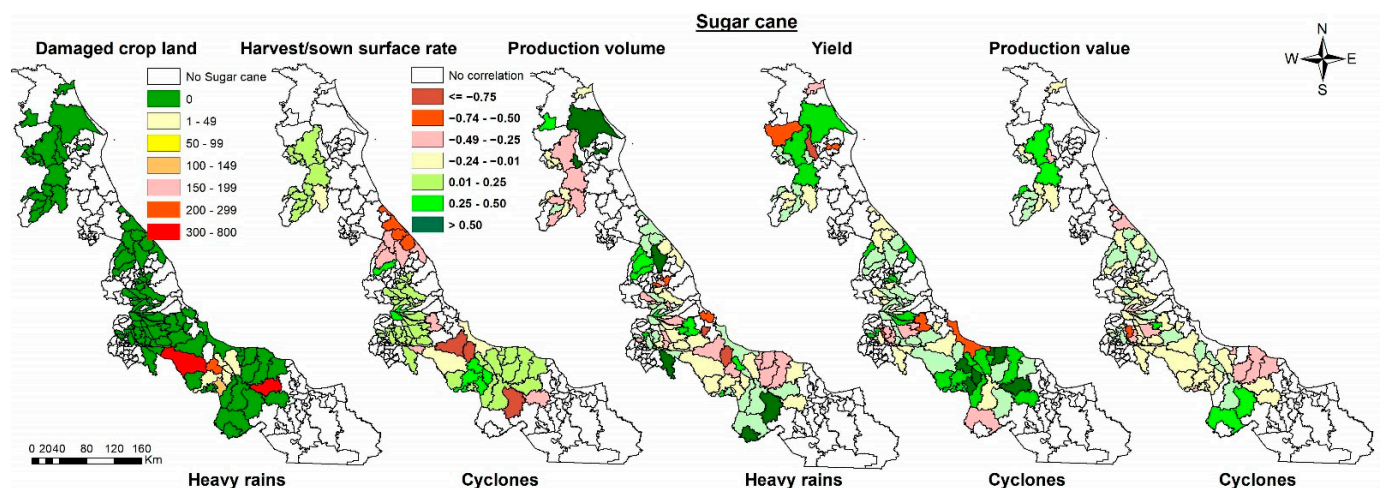 Sugar cane
Damaged crop land
Harvest/sown surface rate
Production volume
Yield
Production value
N
W
E
S
No Sugar cane
0
1 - 49
50 - 99
100 - 149
150 - 199
200 - 299
300 - 800
No correlation
<= −0.75
−0.74 - −0.50
−0.49 - −0.25
−0.24 - −0.01
0.01 - 0.25
0.25 - 0.50
> 0.50
0 2040 80 120 160
Km
Heavy rains
Cyclones
Heavy rains
Cyclones
Cyclones